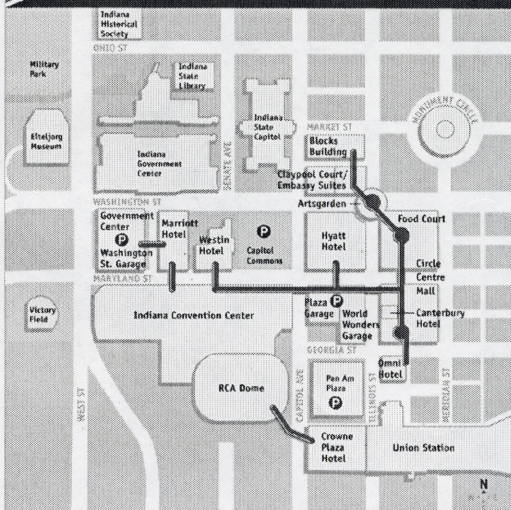 Indiana
Historical
Society
OHIO ST
Military
Park
Indiana
State
Library
Indiana
State
Capitol
MONUMENT CIRCLE
Eiteljorg
Museum
Indiana
Government
Center
SENATE AVE
MARKET ST
Blocks
Building
Claypool Court/
Embassy Suites
Artsgarden
WASHINGTON ST
Government
Center
P
Washington
St. Garage
Marriott
Hotel
Westin
Hotel
P
Capitol
Commons
Hyatt
Hotel
Food Court
Circle
Centre
Mall
MARYLAND ST
Victory
Field
Indiana Convention Center
Plaza P
Garage
World
Wonders
Garage
Canterbury
Hotel
GEORGIA ST
Omni
Hotel
RCA Dome
Pan Am
Plaza
P
WEST ST
CAPITOL AVE
ILLINOIS ST
MERIDIAN ST
Crowne
Plaza
Hotel
Union Station
N
W E
S